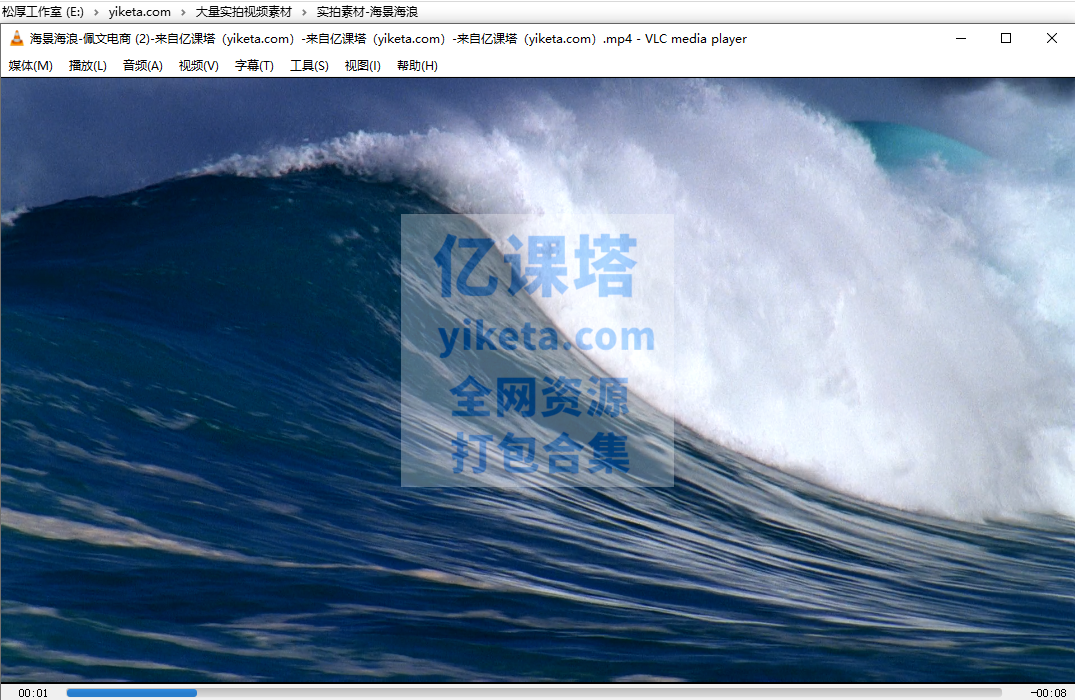 松厚工作室 (E:) › yiketa.com › 大量实拍视频素材 › 实拍素材-海景海浪
海景海浪-佩文电商 (2)-来自亿课塔（yiketa.com）-来自亿课塔（yiketa.com）-来自亿课塔（yiketa.com）.mp4 - VLC media player
媒体(M) 播放(L) 音频(A) 视频(V) 字幕(T) 工具(S) 视图(I) 帮助(H)
亿课塔
yiketa.com
全网资源
打包合集
00:01 -00:08